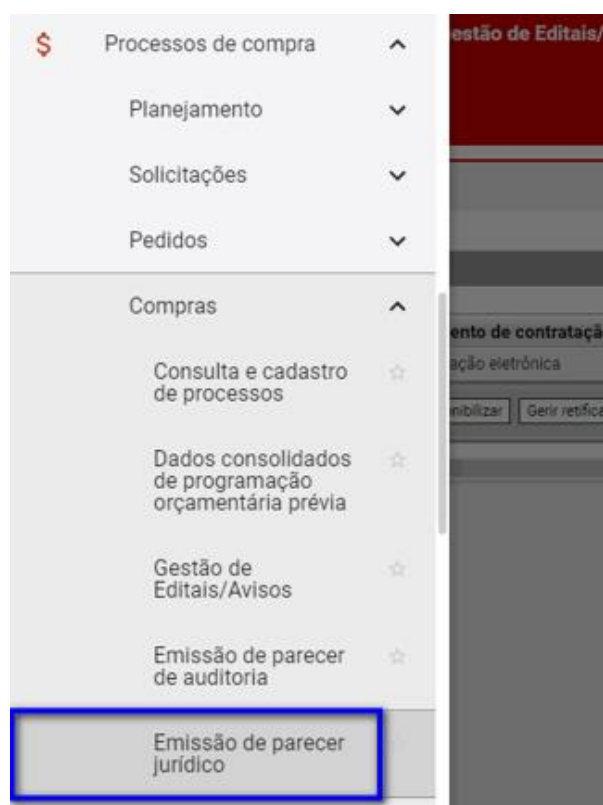 $ Processos de compra
estão de Editais/
Planejamento
Solicitações
Pedidos
Compras
ento de contrataçã
ação eletrônica
Consulta e cadastro
de processos
nibilizar Gerir retifica
Dados consolidados
de programação
orçamentária prévia
Gestão de
Editais/Avisos
Emissão de parecer
de auditoria
Emissão de parecer
jurídico